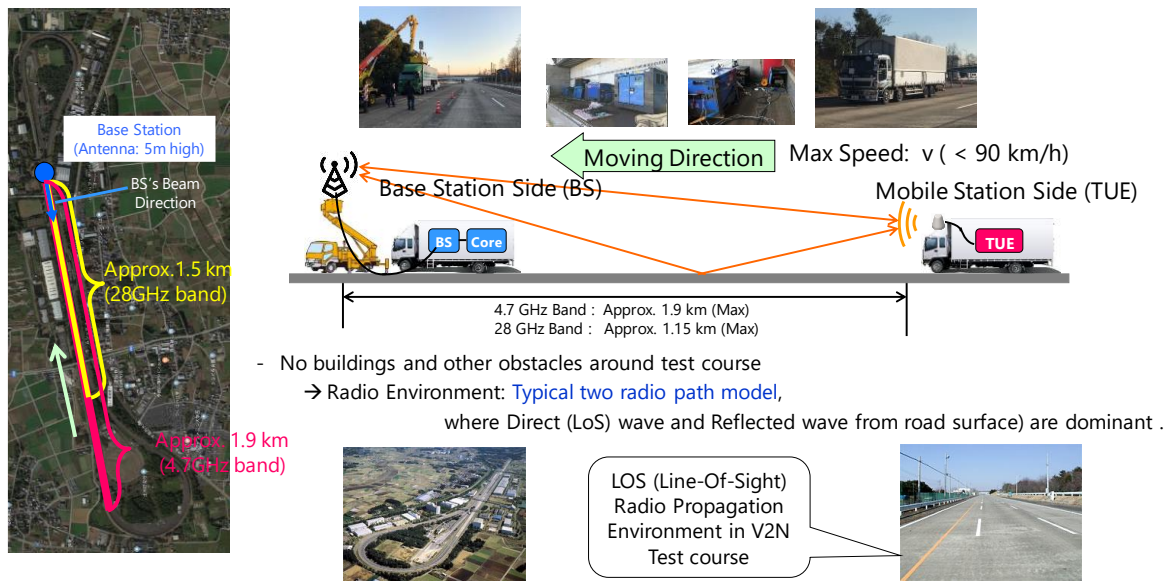 Base Station
(Antenna: 5m high)
BS's Beam
Direction
Approx.1.5 km
(28GHz band)
Approx. 1.9 km
(4.7GHz band)
Moving Direction
Max Speed: v ( < 90 km/h)
Base Station Side (BS)
Mobile Station Side (TUE)
BS
Core
TUE
4.7 GHz Band : Approx. 1.9 km (Max)
28 GHz Band : Approx. 1.15 km (Max)
- No buildings and other obstacles around test course
→ Radio Environment: Typical two radio path model,
where Direct (LoS) wave and Reflected wave from road surface) are dominant .
LOS (Line-Of-Sight)
Radio Propagation
Environment in V2N
Test course